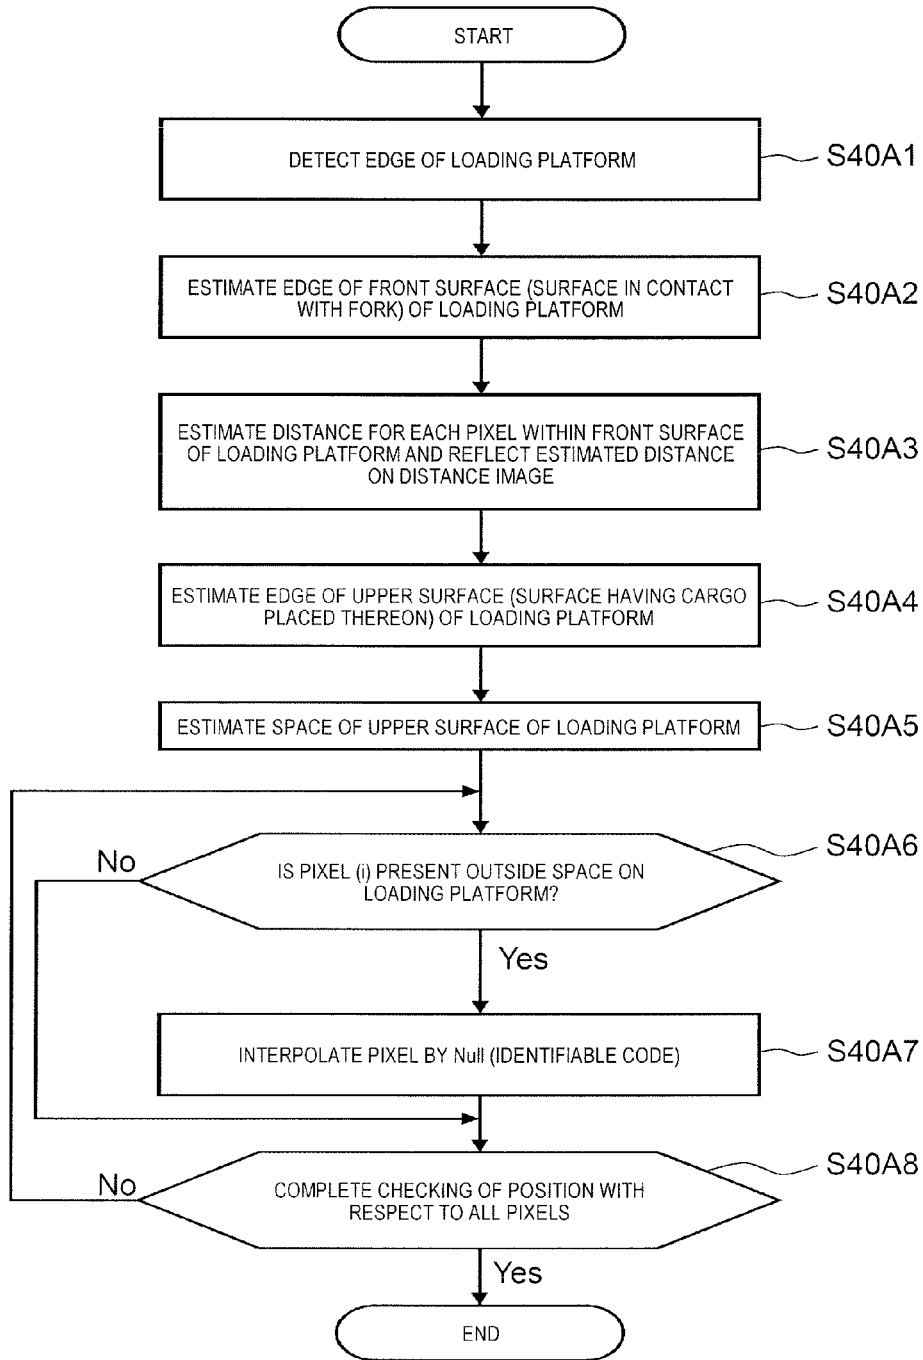 START
DETECT EDGE OF LOADING PLATFORM
S40A1
ESTIMATE EDGE OF FRONT SURFACE (SURFACE IN CONTACT
WITH FORK) OF LOADING PLATFORM
S40A2
ESTIMATE DISTANCE FOR EACH PIXEL WITHIN FRONT SURFACE
OF LOADING PLATFORM AND REFLECT ESTIMATED DISTANCE
ON DISTANCE IMAGE
S40A3
ESTIMATE EDGE OF UPPER SURFACE (SURFACE HAVING CARGO
PLACED THEREON) OF LOADING PLATFORM
S40A4
ESTIMATE SPACE OF UPPER SURFACE OF LOADING PLATFORM
S40A5
No
IS PIXEL (i) PRESENT OUTSIDE SPACE ON
LOADING PLATFORM?
S40A6
Yes
INTERPOLATE PIXEL BY Null (IDENTIFIABLE CODE)
S40A7
No
COMPLETE CHECKING OF POSITION WITH
RESPECT TO ALL PIXELS
S40A8
Yes
END